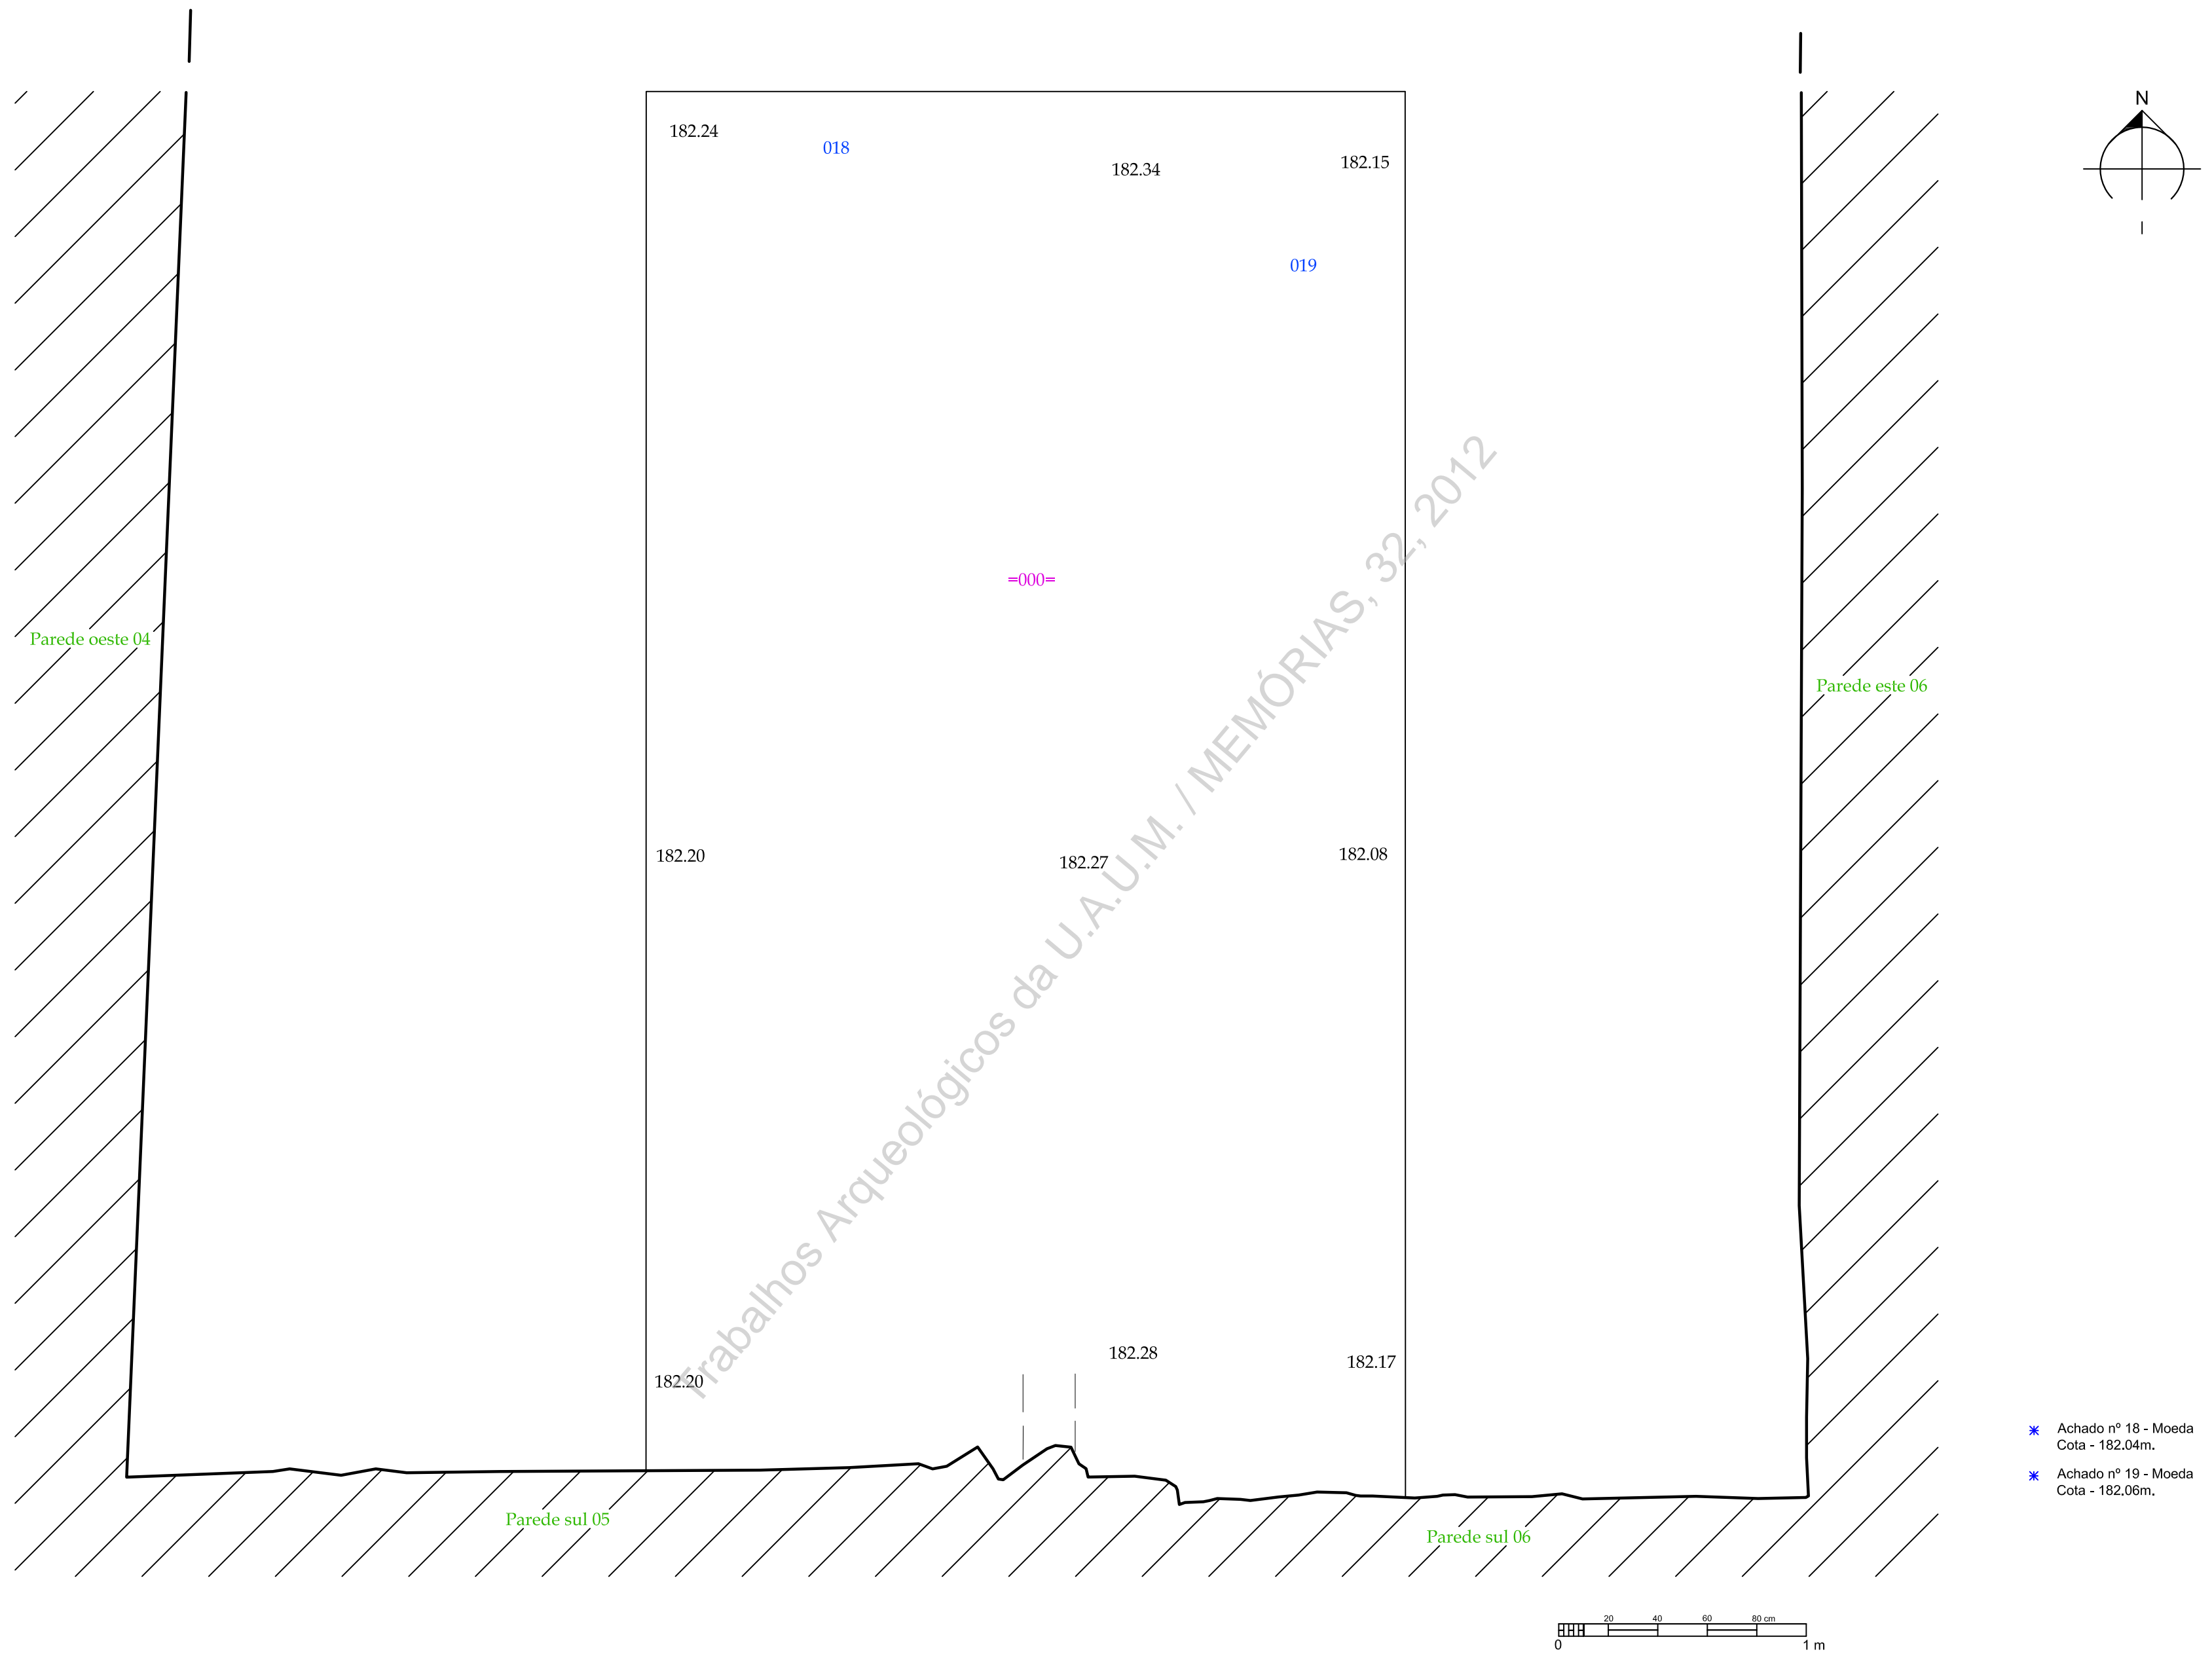 N
182.24
018
182.34
182.15
019
=000=
Parede oeste 04
Parede este 06
182.20
182.27
182.08
Trabalhos Arqueológicos da U.A.U.M. / MEMÓRIAS, 32, 2012
182.28
182.17
182.20
Achado nº 18 - Moeda
Cota - 182.04m.
Achado nº 19 - Moeda
Cota - 182.06m.
Parede sul 05
Parede sul 06
20 40 60 80 cm
0 1 m